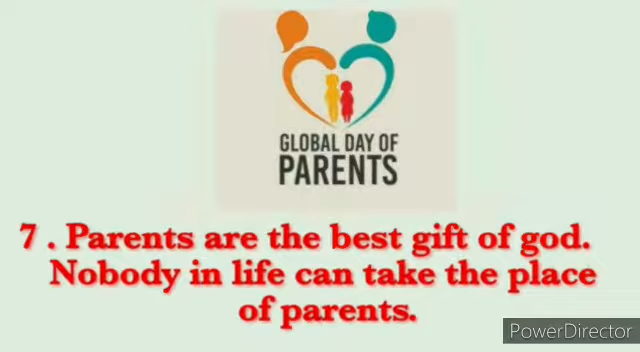 GLOBAL DAY OF
PARENTS
7 . Parents are the best gift of god.
Nobody in life can take the place
of parents.
PowerDirector